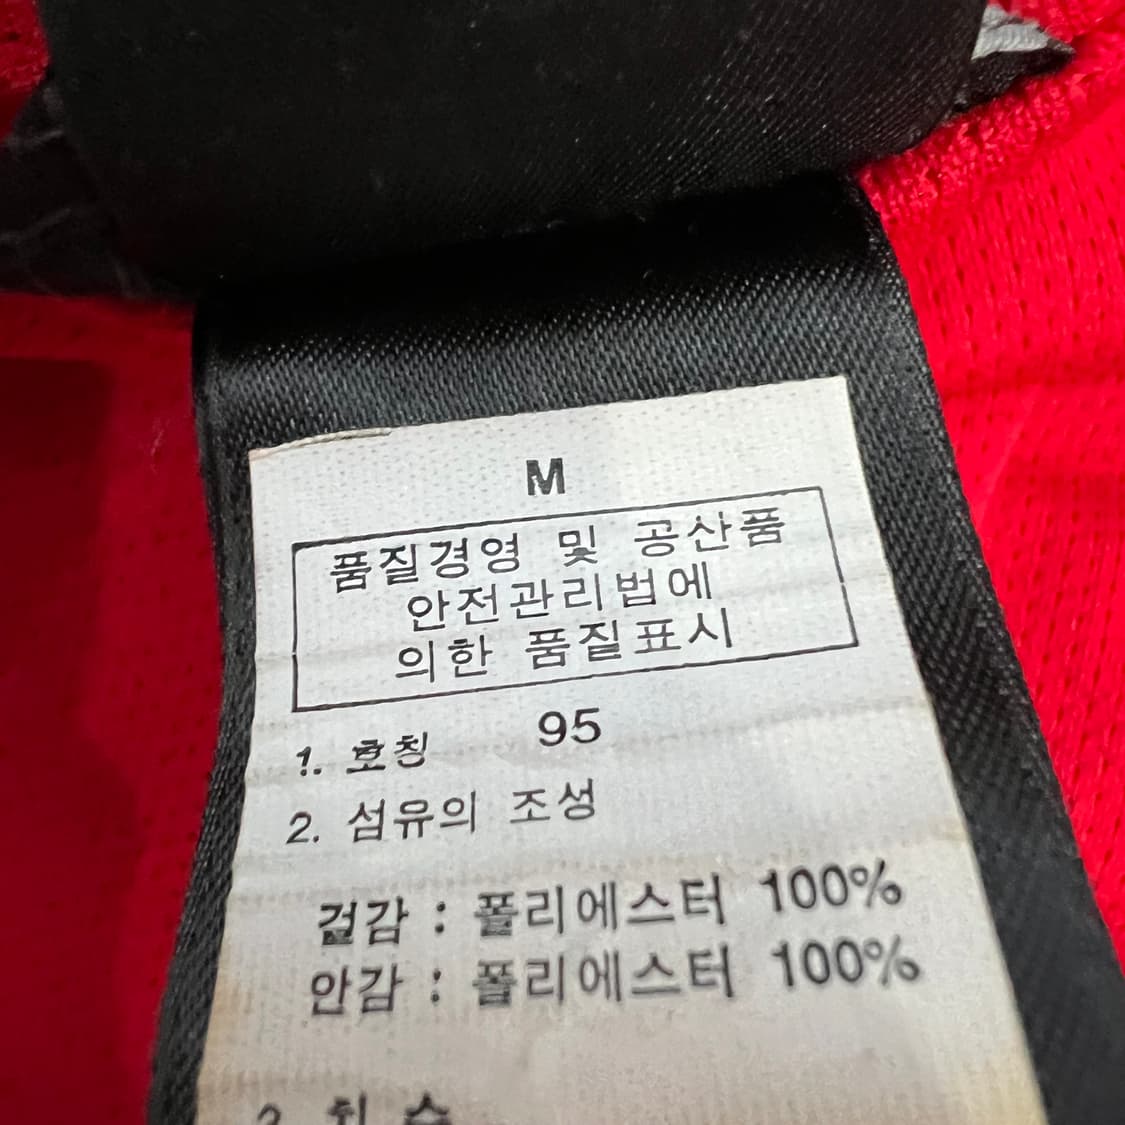 M
품질경영 및 공산품
안전관리법에
의한 품질표시
1. 호칭 95
2. 섬유의 조성
겉감 : 폴리에스터 100%
안감 : 폴리에스터 100%